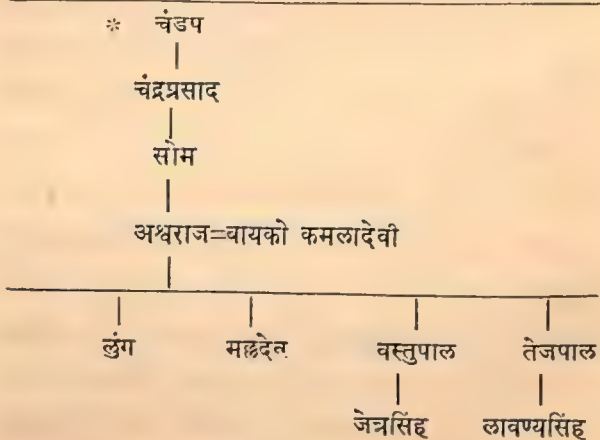 * चंडप
चंद्रप्रसाद
सोम
अश्वराज=बायको कमलादेवी
लुंग मल्लदेव वस्तुपाल तेजपाल
जेत्रसिंह लावण्यसिंह